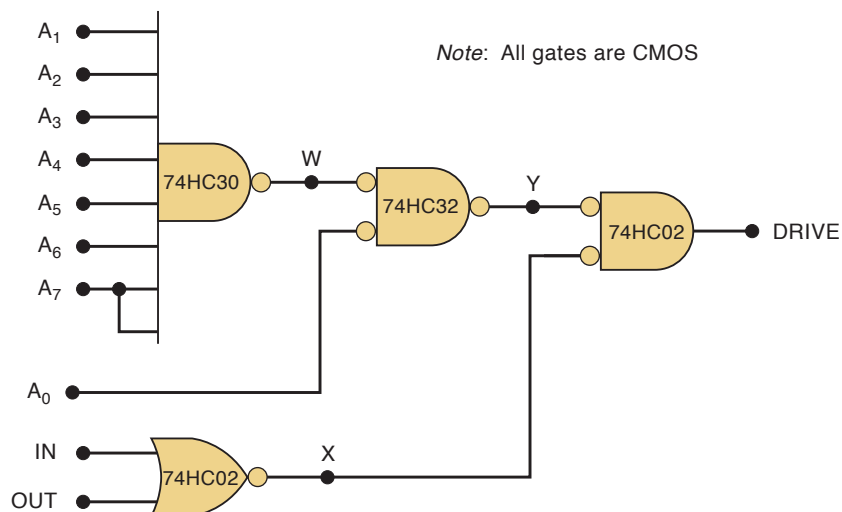 A1
Note: All gates are CMOS
A2
A3
A4
W
74HC30
Y
A5
74HC32
A6
74HC02
DRIVE
A7
A0
IN
X
74HC02
OUT